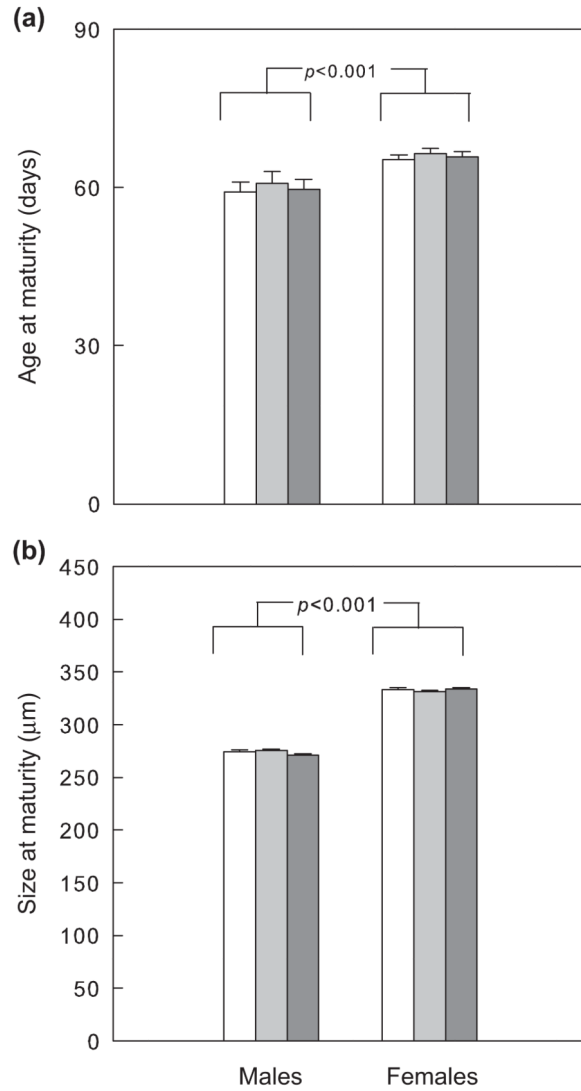 (a)
90
60
30
0
Age at maturity (days)
p<0.001
(b)
450
400
350
300
250
200
150
100
50
0
Size at maturity (μm)
p<0.001
Males Females